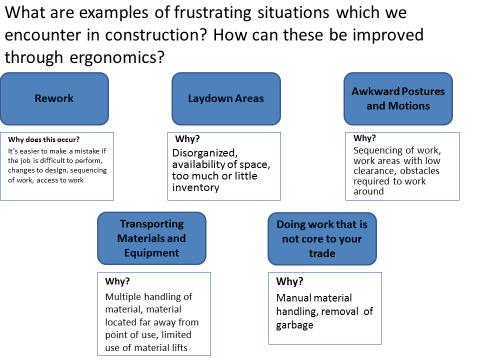 What are examples of frustrating situations which we
encounter in construction? How can these be improved
through ergonomics?
Rework
Why does this occur?
It's easier to make a mistake if
the job is difficult to perform,
changes to design, sequencing
of work, access to work
Laydown Areas
Why?
Disorganized,
availability of space,
too much or little
inventory
Awkward Postures
and Motions
Why?
Sequencing of work,
work areas with low
clearance, obstacles
required to work
around
Transporting
Materials and
Equipment
Why?
Multiple handling of
material, material
located far away from
point of use, limited
use of material lifts
Doing work that is
not core to your
trade
Why?
Manual material
handling, removal of
garbage